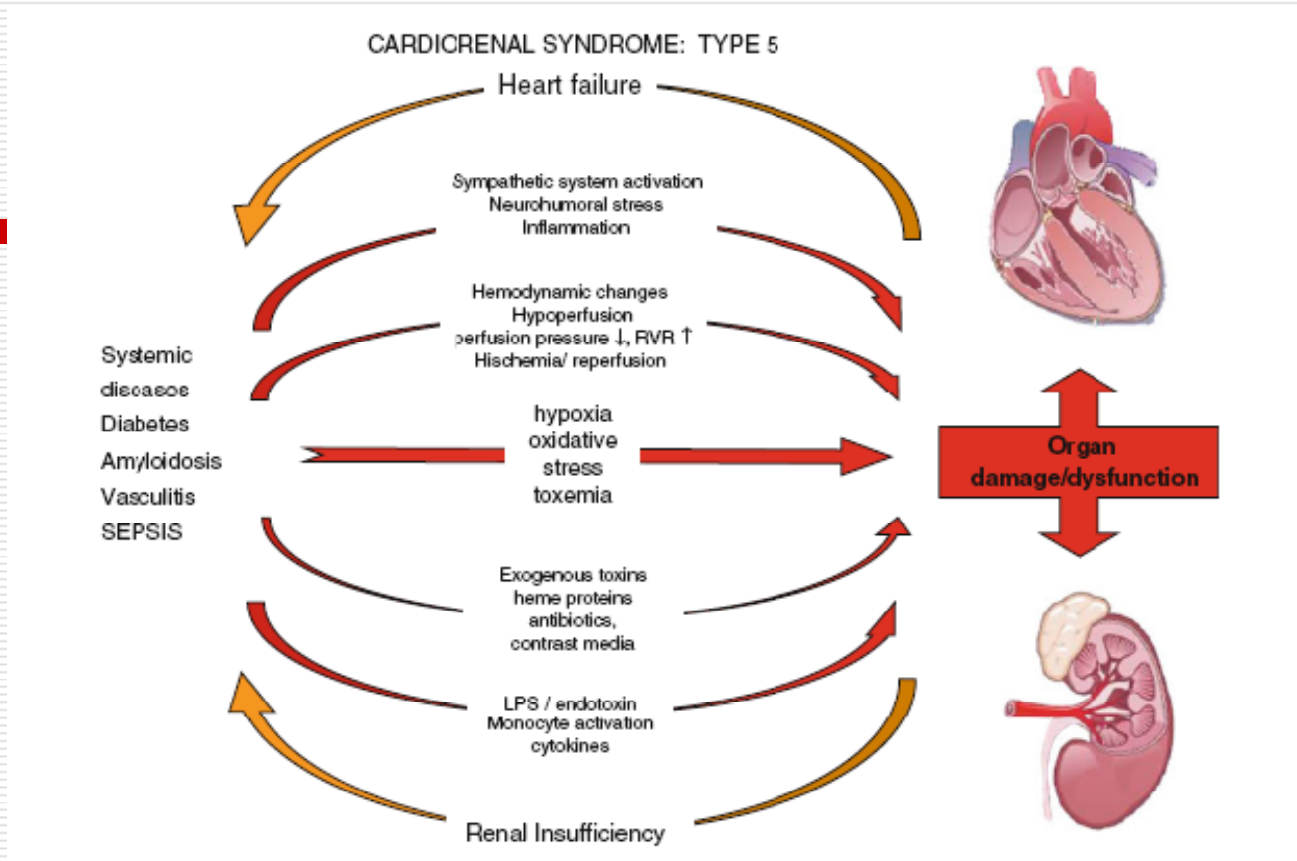 CARDICRENAL SYNDROME: TYPE 5
Heart failure
Sympathetic system activation
Neurohumoral stress
Inflammation
Hemodynamic changes
Hypoperfusion
perfusion pressure ↓, RVR ↑
Hischemia/ reperfusion
Systemic
diseases
Diabetes
Amyloidosis
Vasculitis
SEPSIS
hypoxia
oxidative
stress
toxemia
Organ
damage/dysfunction
Exogenous toxins
heme proteins
antibiotics,
contrast media
LPS / endotoxin
Monocyte activation
cytokines
Renal Insufficiency